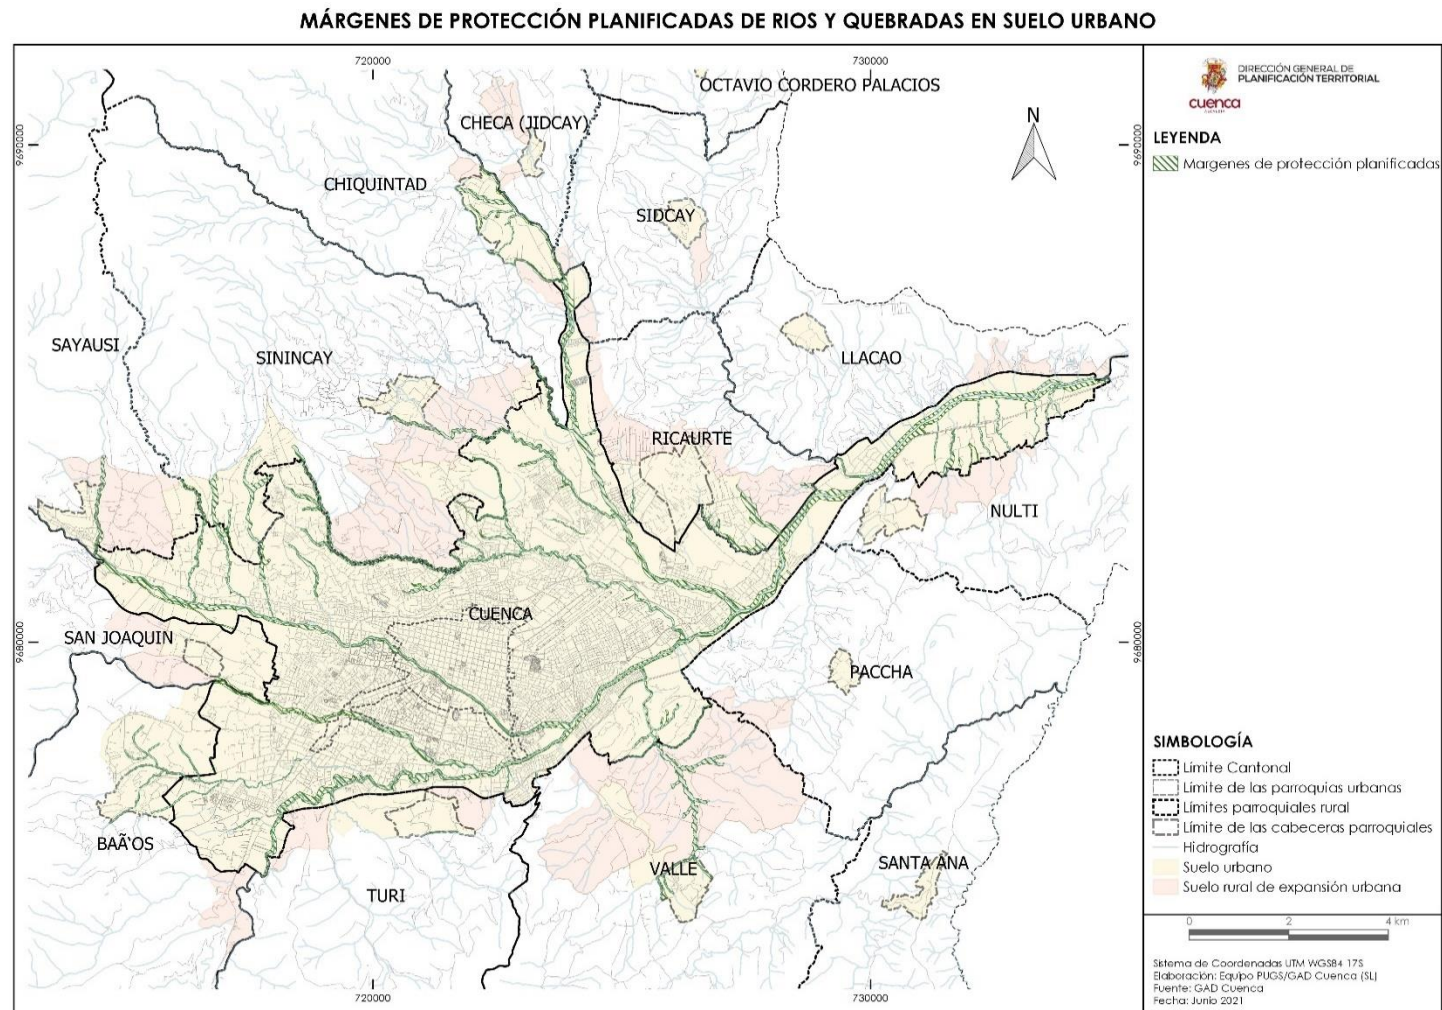 MÁRGENES DE PROTECCIÓN PLANIFICADAS DE RIOS Y QUEBRADAS EN SUELO URBANO
720000
730000
OCTAVIO CORDERO PALACIOS
CHECA (JIDCAY)
N
9690000
9690000
CHIQUINTAD
SIDCAY
SAYAUSI
SININCAY
LLACAO
RICAURTE
NULTI
CUENCA
SAN JOAQUIN
9680000
9680000
PACCHA
BAÃ‘OS
VALLE
SANTA ANA
TURI
720000
730000
DIRECCIÓN GENERAL DE
PLANIFICACIÓN TERRITORIAL
cuenca
LEYENDA
Margenes de protección planificadas
SIMBOLOGÍA
Límite Cantonal
Límite de las parroquias urbanas
Límites parroquiales rural
Límite de las cabeceras parroquiales
Hidrografía
Suelo urbano
Suelo rural de expansión urbana
0 2 4 km
Sistema de Coordenadas UTM WGS84 17S
Elaboración: Equipo PUGS/GAD Cuenca (SL)
Fuente: GAD Cuenca
Fecha: Junio 2021